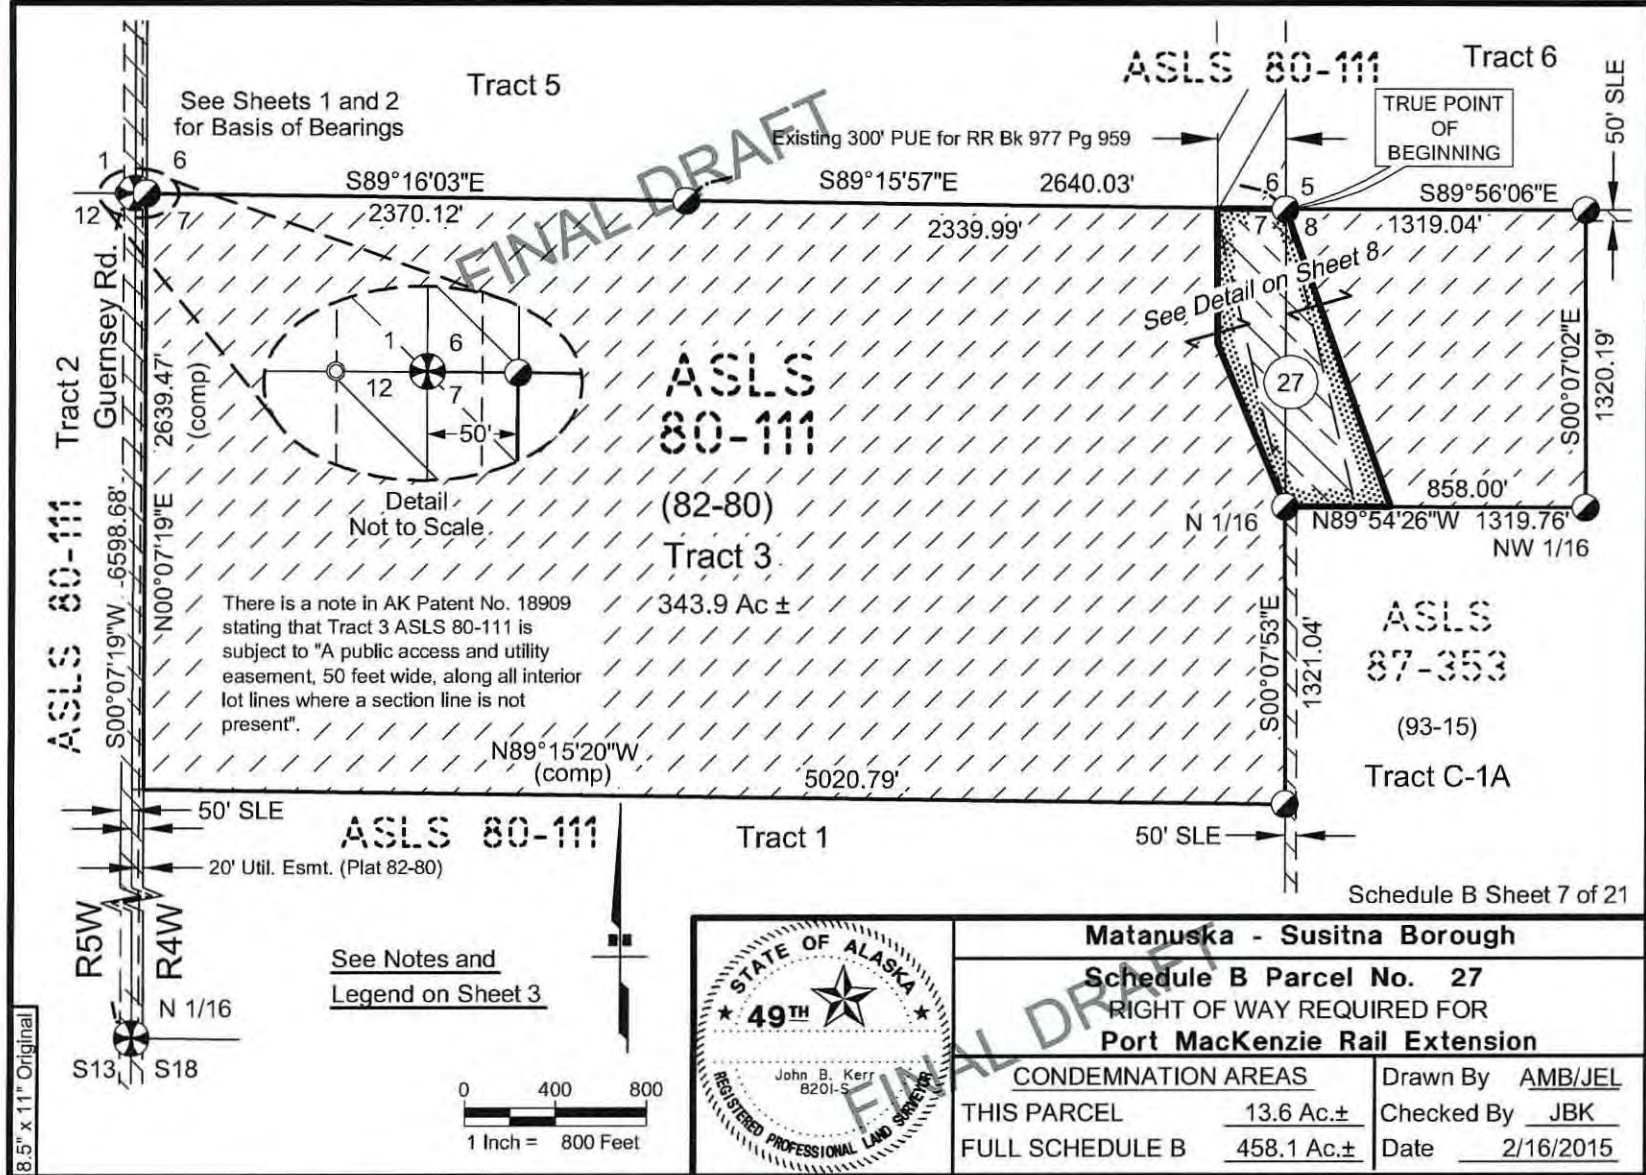 Tract 5
ASLS 80-111
Tract 6
See Sheets 1 and 2
for Basis of Bearings
Existing 300' PUE for RR Bk 977 Pg 959
TRUE POINT
OF
BEGINNING
50' SLE
1 6
12 7
S89°16'03"E
2370.12'
S89°15'57"E 2640.03'
2339.99'
6 5
7 8
S89°56'06"E
1319.04'
FINAL DRAFT
See Detail on Sheet 8
Tract 2
Guernsey Rd.
2639.47'
(comp)
1 6
12 7
50'
Detail
Not to Scale
ASLS
80-111
(82-80)
Tract 3
343.9 Ac ±
27
S00°07'02"E
1320.19'
858.00'
N 1/16
N89°54'26"W 1319.76'
NW 1/16
ASLS 80-111
S00°07'19"W 6598.68'
N00°07'19"E
There is a note in AK Patent No. 18909
stating that Tract 3 ASLS 80-111 is
subject to "A public access and utility
easement, 50 feet wide, along all interior
lot lines where a section line is not
present".
S00°07'53"E
1321.04'
ASLS
87-353
(93-15)
Tract C-1A
N89°15'20"W
(comp)
5020.79'
50' SLE
ASLS 80-111
Tract 1
50' SLE
20' Util. Esmt. (Plat 82-80)
R5W
R4W
N 1/16
S13 S18
See Notes and
Legend on Sheet 3
0 400 800
1 Inch = 800 Feet
8.5" x 11" Original
Schedule B Sheet 7 of 21
STATE OF ALASKA
49TH
John B. Kerr
8201-S
REGISTERED PROFESSIONAL LAND SURVEYOR
FINAL DRAFT
Matanuska - Susitna Borough
Schedule B Parcel No. 27
RIGHT OF WAY REQUIRED FOR
Port MacKenzie Rail Extension
CONDEMNATION AREAS
THIS PARCEL 13.6 Ac.±
FULL SCHEDULE B 458.1 Ac.±
Drawn By AMB/JEL
Checked By JBK
Date 2/16/2015